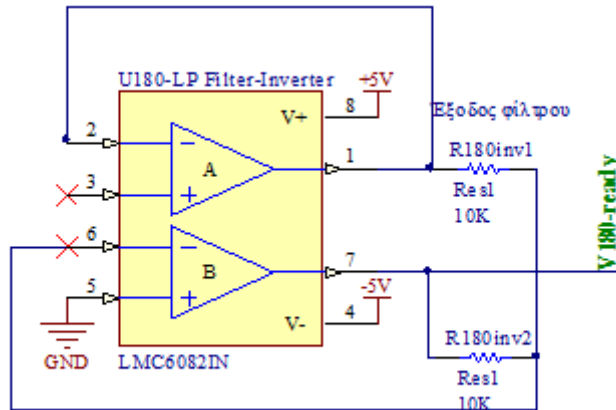 U180-LP Filter-Inverter
+5V
8
V+
Έξοδος φίλτρου
2
1
R180inv1
A
Res1
10K
3
6
7
V180-ready
B
5
-5V
4
V-
R180inv2
GND
LMC6082IN
Res1
10K